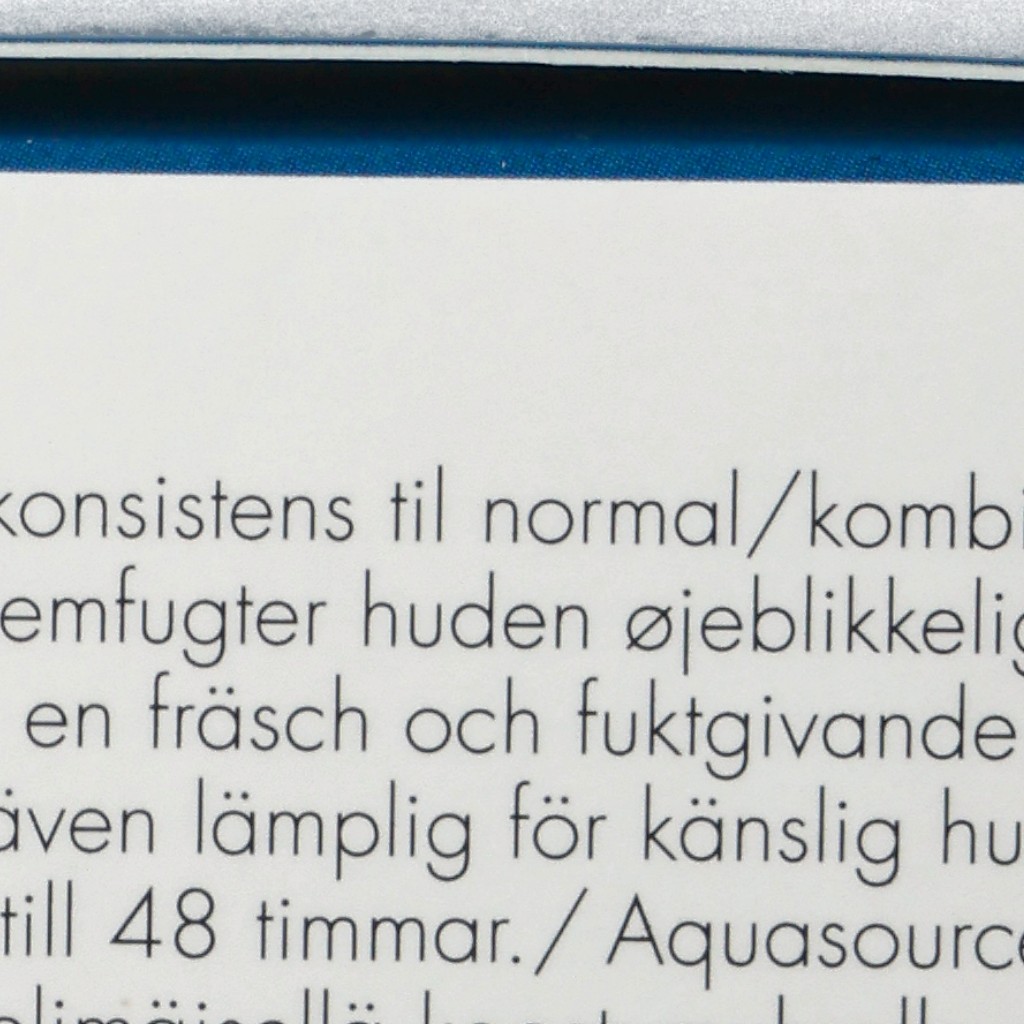 konsistens til normal/kombi
emfugter huden øjeblikkelig
en fräsch och fuktgivande
även lämplig för känslig hu
till 48 timmar./Aquasource